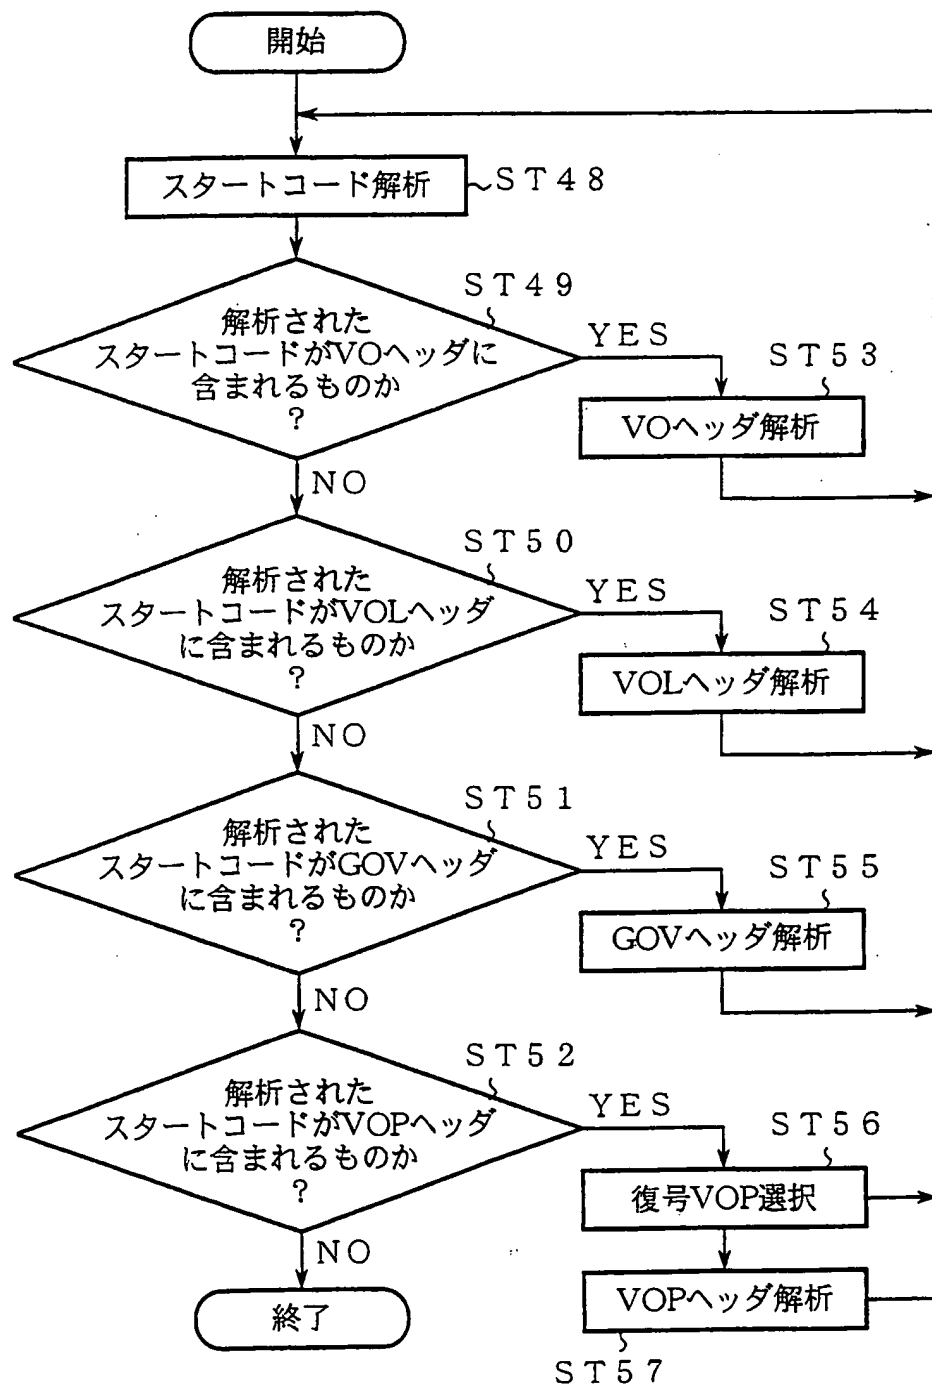 開始
スタートコード解析
ST48
ST49
解析された
スタートコードがVOヘッダに
含まれるものか
?
YES
ST53
VOヘッダ解析
NO
ST50
解析された
スタートコードがVOLヘッダ
に含まれるものか
?
YES
ST54
VOLヘッダ解析
NO
ST51
解析された
スタートコードがGOVヘッダ
に含まれるものか
?
YES
ST55
GOVヘッダ解析
NO
ST52
解析された
スタートコードがVOPヘッダ
に含まれるものか
?
YES
ST56
復号VOP選択
NO
VOPヘッダ解析
終了
ST57